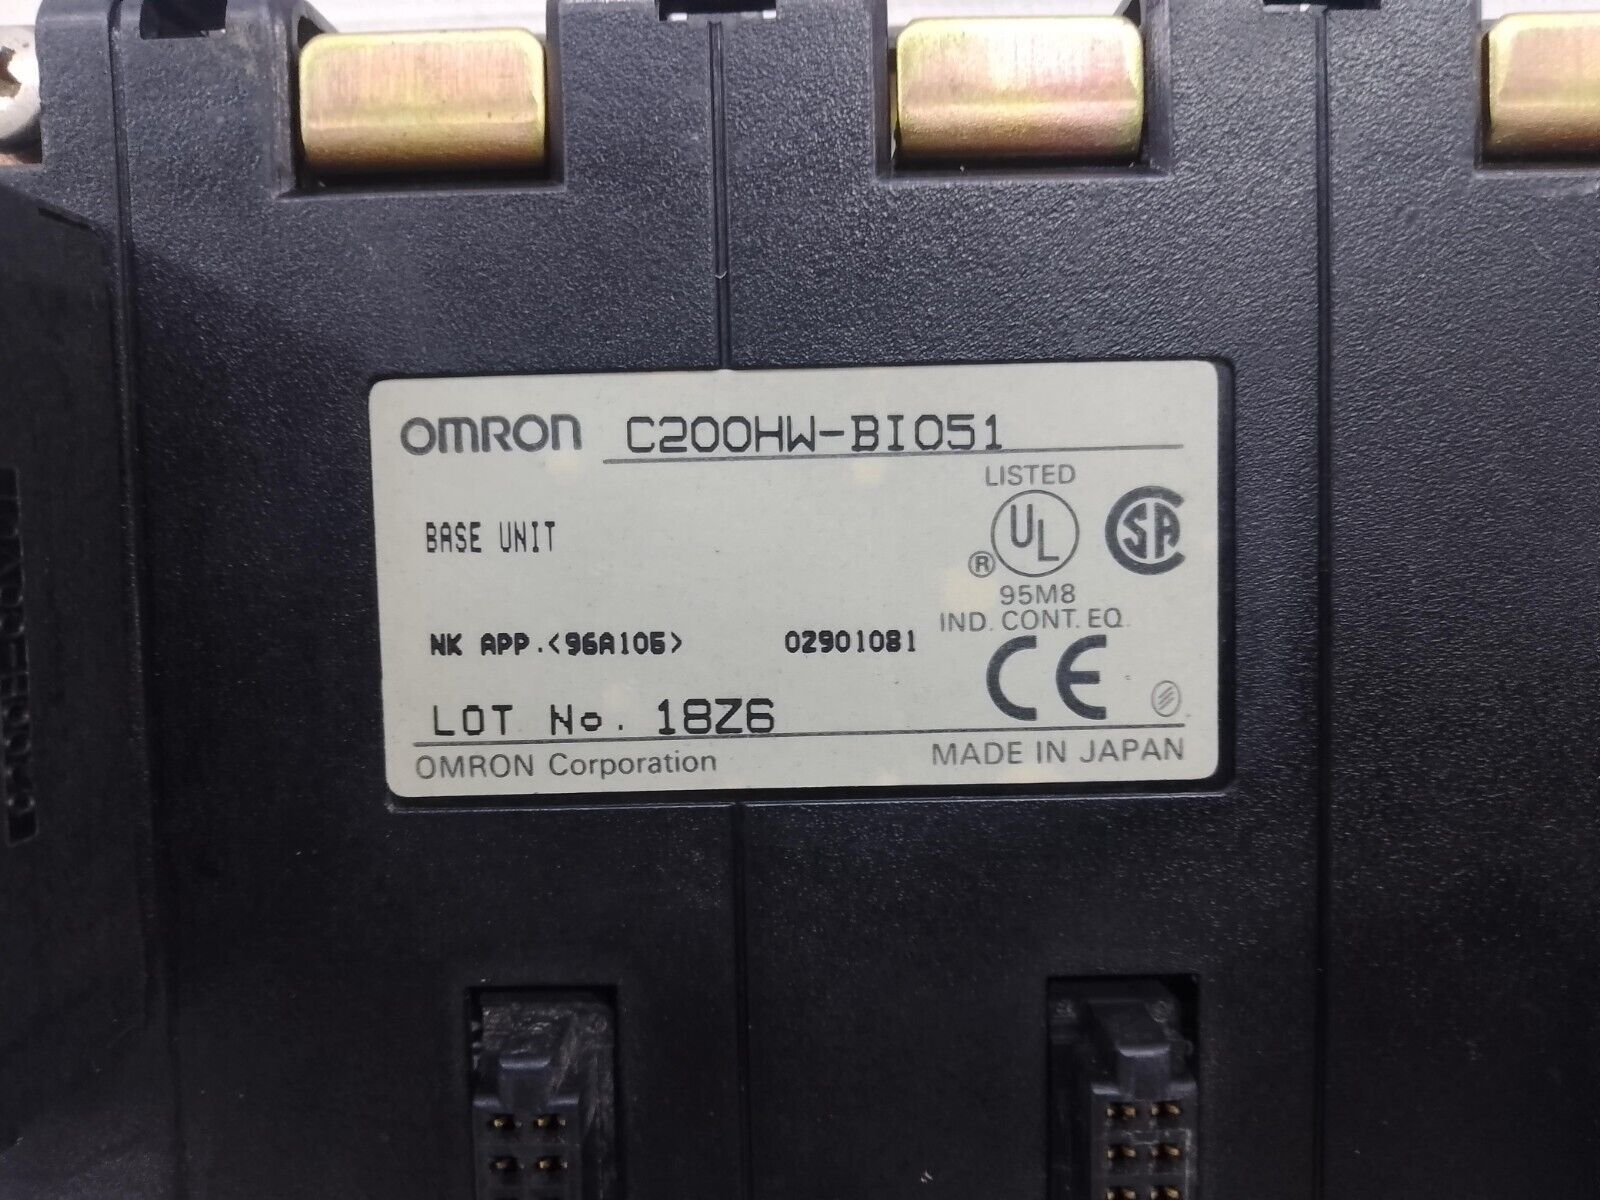 OMRON C200HW-BI051
LISTED
UL
SA
®
95M8
IND. CONT. EQ.
BASE UNIT
NK APP.<96A105> 02901081
CE
LOT No. 18Z6
OMRON Corporation MADE IN JAPAN